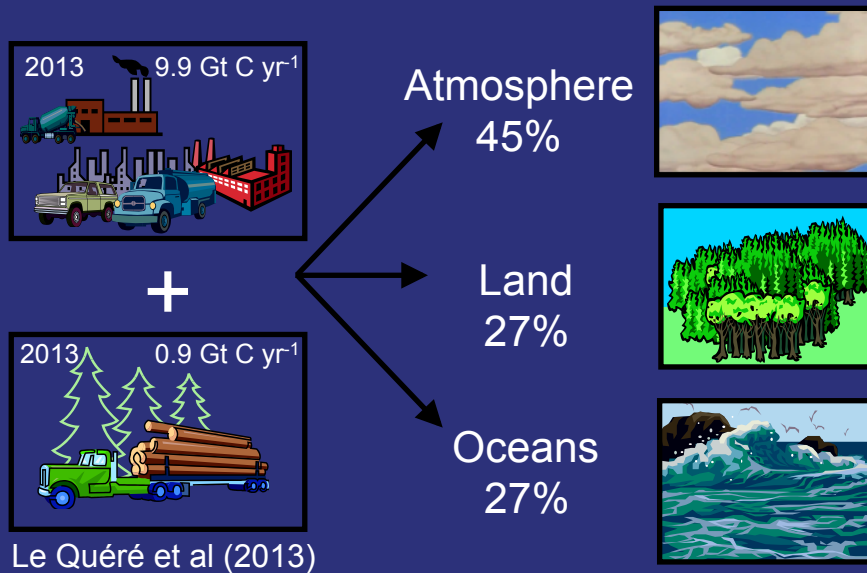 2013 9.9 Gt C yr⁻¹
+
2013 0.9 Gt C yr⁻¹
Le Quéré et al (2013)
Atmosphere
45%
Land
27%
Oceans
27%